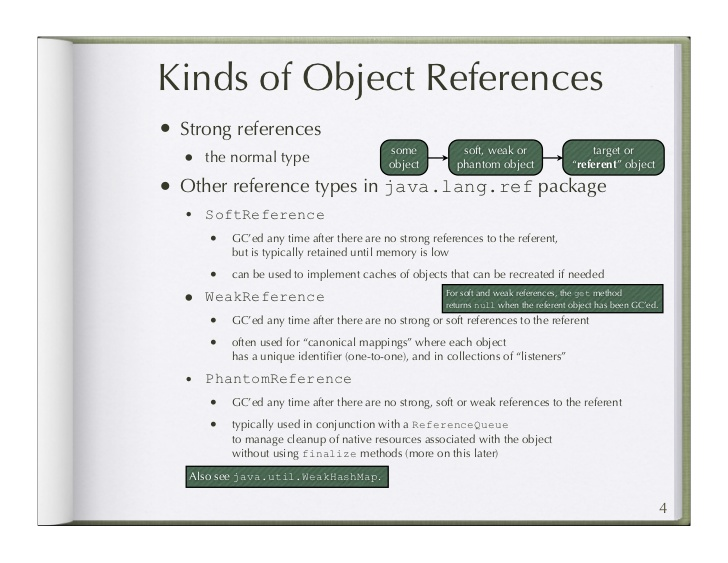 Kinds of Object References
• Strong references
• the normal type
some object
soft, weak or phantom object
target or “referent” object
• Other reference types in java.lang.ref package
• SoftReference
• GC’ed any time after there are no strong references to the referent,
but is typically retained until memory is low
• can be used to implement caches of objects that can be recreated if needed
• WeakReference
For soft and weak references, the get method
returns null when the referent object has been GC’ed.
• GC’ed any time after there are no strong or soft references to the referent
• often used for “canonical mappings” where each object
has a unique identifier (one-to-one), and in collections of “listeners”
• PhantomReference
• GC’ed any time after there are no strong, soft or weak references to the referent
• typically used in conjunction with a ReferenceQueue
to manage cleanup of native resources associated with the object
without using finalize methods (more on this later)
Also see java.util.WeakHashMap.
4